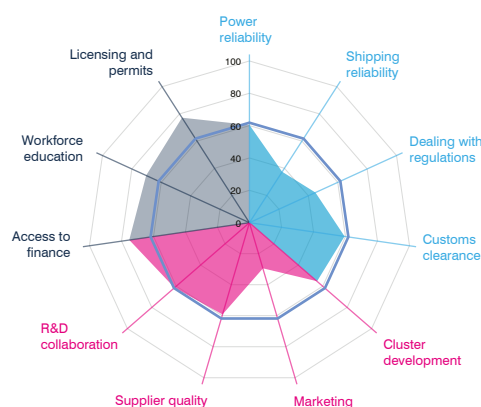 Power
reliability
Licensing and
permits
Shipping
reliability
100
80
60
40
20
0
Workforce
education
Dealing with
regulations
Access to
finance
Customs
clearance
R&D
collaboration
Cluster
development
Supplier quality
Marketing